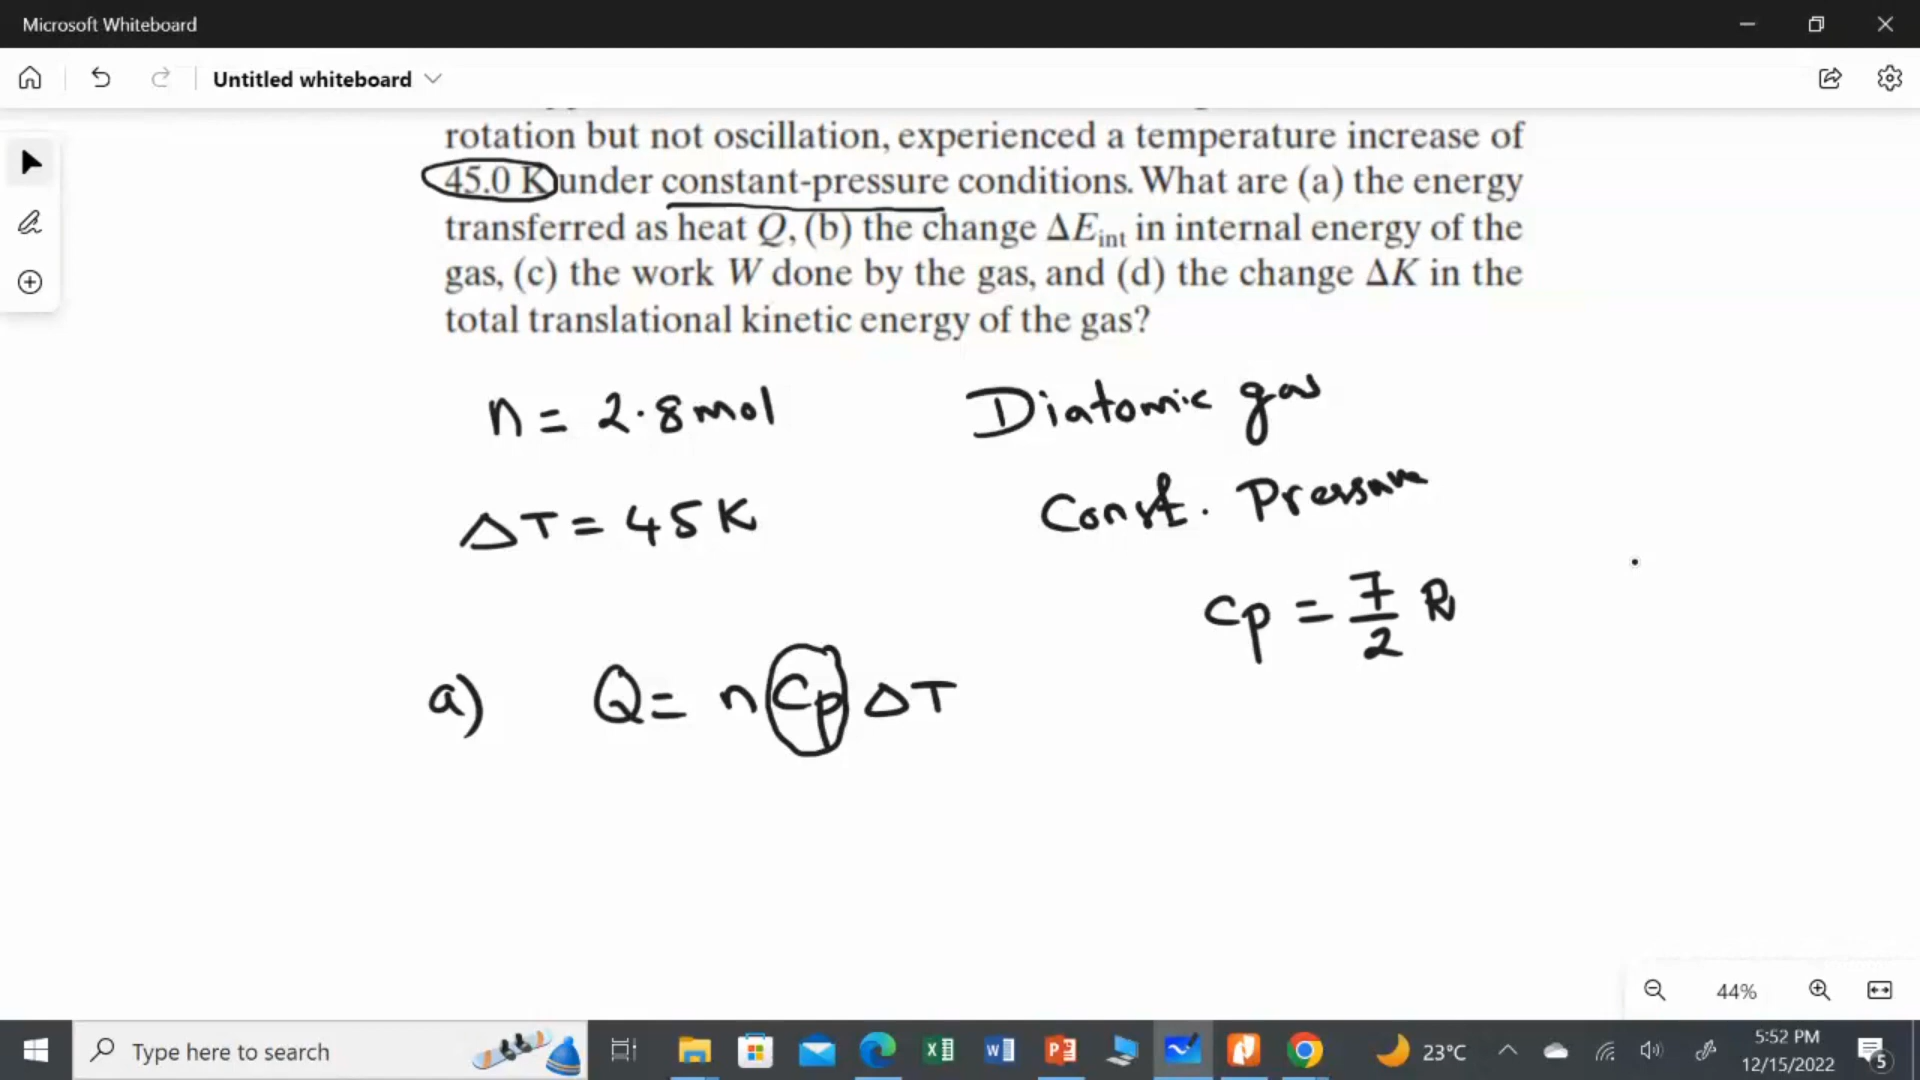 Microsoft Whiteboard
Untitled whiteboard
rotation but not oscillation, experienced a temperature increase of
45.0 K under constant-pressure conditions. What are (a) the energy
transferred as heat Q, (b) the change ΔEint in internal energy of the
gas, (c) the work W done by the gas, and (d) the change ΔK in the
total translational kinetic energy of the gas?
n = 2.8 mol
Diatomic gas
ΔT = 45 K
Const. Pressure
Cp = 7/2 R
a) Q = n Cp ΔT
44%
Type here to search
23°C
5:52 PM
12/15/2022
5